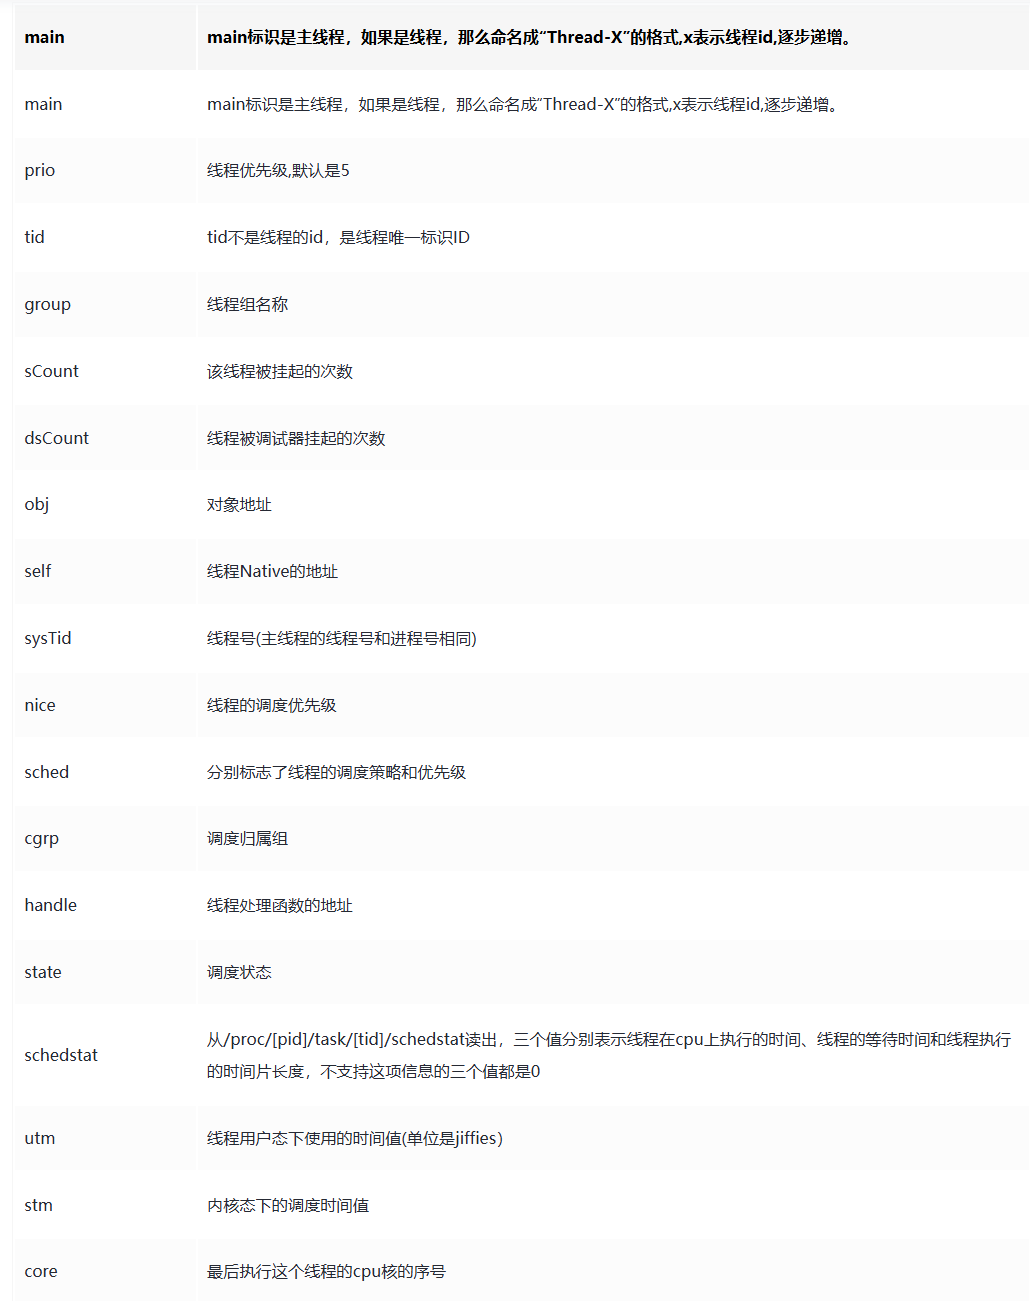 main main标识是主线程，如果是线程，那么命名成“Thread-X”的格式,x表示线程id,逐步递增。
main main标识是主线程，如果是线程，那么命名成“Thread-X”的格式,x表示线程id,逐步递增。
prio 线程优先级,默认是5
tid tid不是线程的id，是线程唯一标识ID
group 线程组名称
sCount 该线程被挂起的次数
dsCount 线程被调试器挂起的次数
obj 对象地址
self 线程Native的地址
sysTid 线程号(主线程的线程号和进程号相同)
nice 线程的调度优先级
sched 分别标志了线程的调度策略和优先级
cgrp 调度归属组
handle 线程处理函数的地址
state 调度状态
schedstat 从/proc/[pid]/task/[tid]/schedstat读出，三个值分别表示线程在cpu上执行的时间、线程的等待时间和线程执行
的时间片长度，不支持这项信息的三个值都是0
utm 线程用户态下使用的时间值(单位是jiffies）
stm 内核态下的调度时间值
core 最后执行这个线程的cpu核的序号